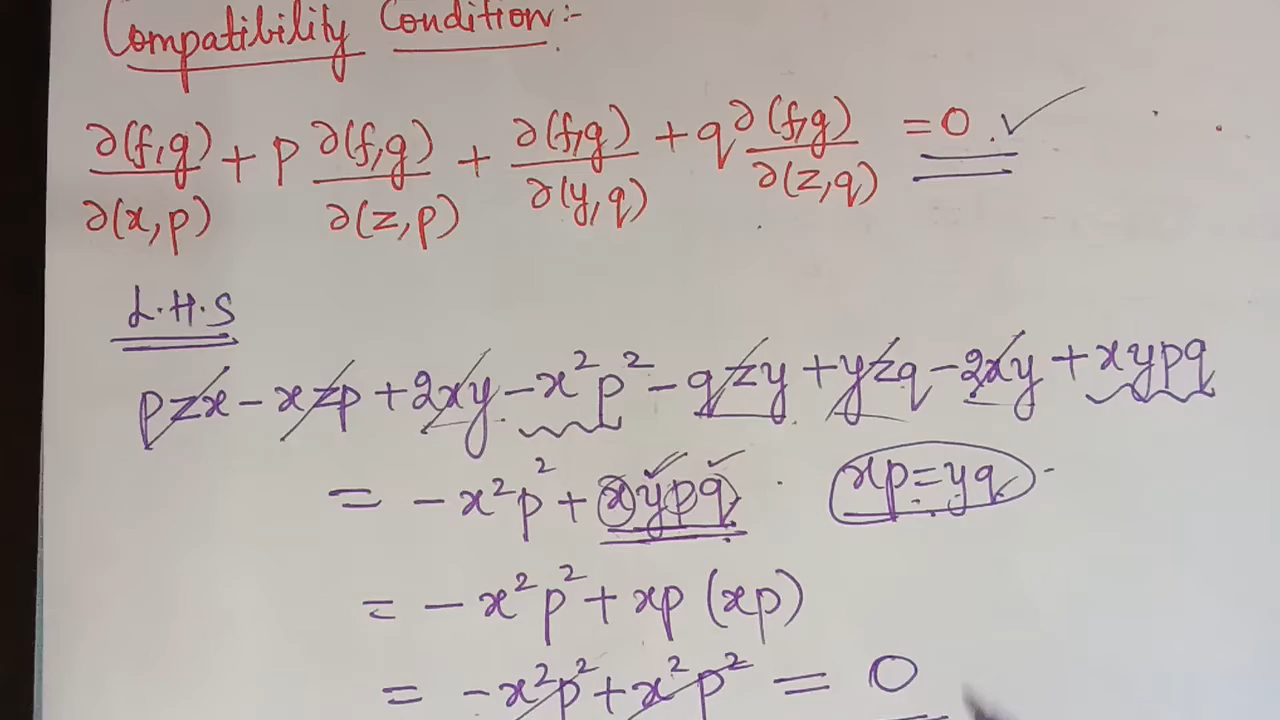 Compatibility Condition:-
∂(f,g)/∂(x,p) + p ∂(f,g)/∂(z,p) + ∂(f,g)/∂(y,q) + q ∂(f,g)/∂(z,q) = 0. ✓
L.H.S
pzx - xzp + 2xy - x²p² - qzy + yzq - 2xy + xypq
= -x²p² + xypq . xp = yq
= -x²p² + xp (xp)
= -x²p² + x²p² = 0